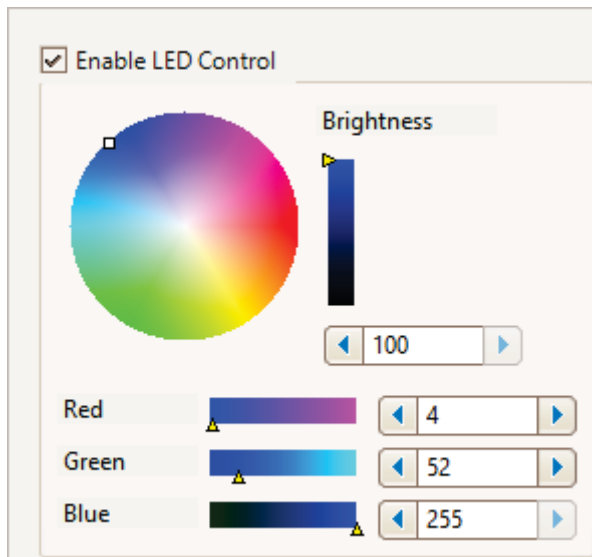 Enable LED Control
Brightness
100
Red
4
Green
52
Blue
255